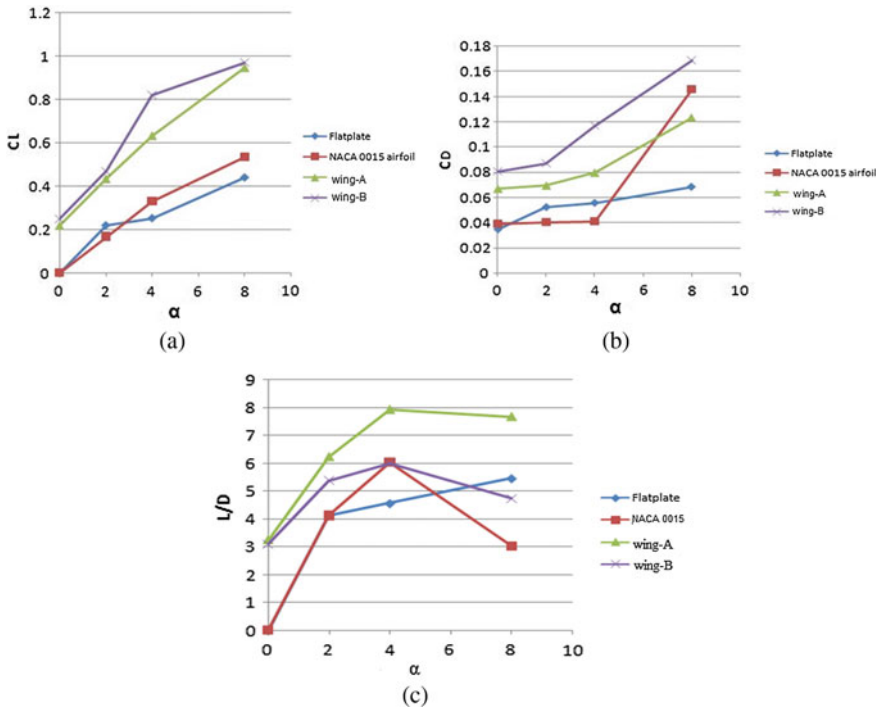 1.2
1
0.8
0.6
0.4
0.2
0
CL
0 2 4 6 8 10
α
Flatplate
NACA 0015 airfoil
wing-A
wing-B
(a)
0.18
0.16
0.14
0.12
0.10
0.08
0.06
0.04
0.02
0
CD
0 2 4 6 8 10
α
Flatplate
NACA 0015 airfoil
wing-A
wing-B
(b)
9
8
7
6
5
4
3
2
1
0
L/D
0 2 4 6 8 10
α
Flatplate
NACA 0015
wing-A
wing-B
(c)